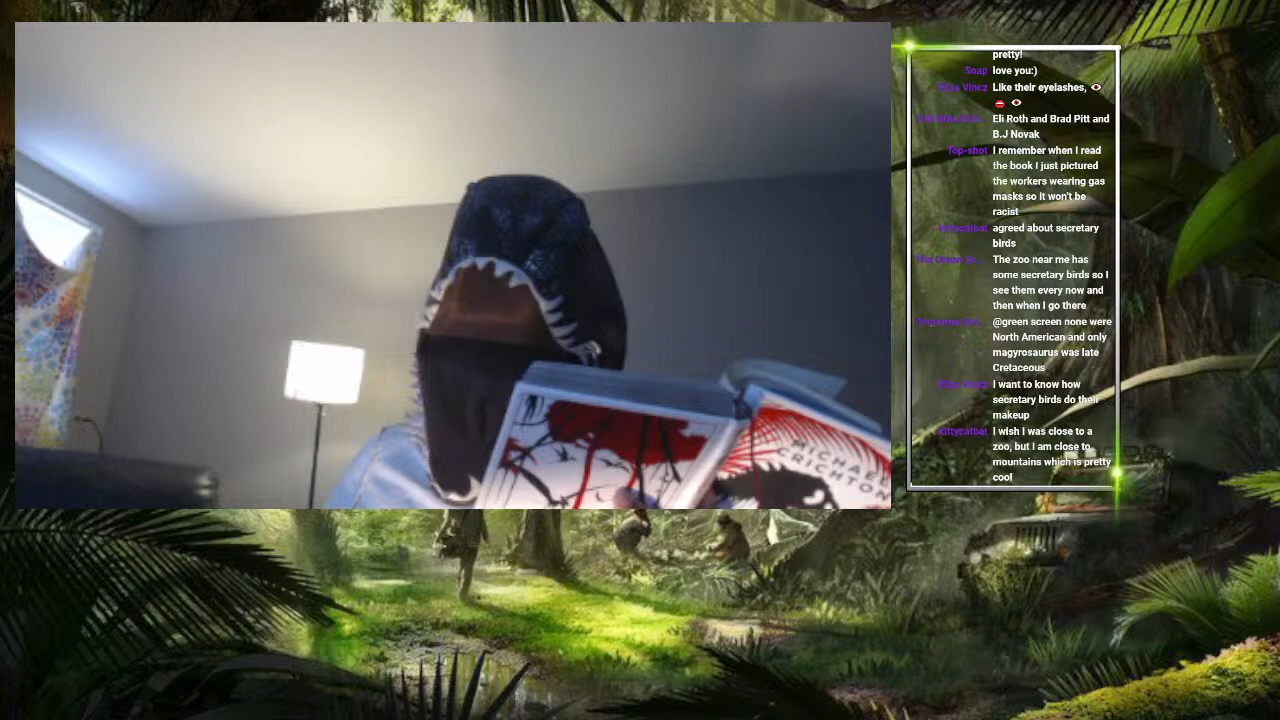 pretty!
Soap love you:)
Vincz Like their eyelashes,
Eli Roth and Brad Pitt and
B.J Novak
Top-shot I remember when I read
the book I just pictured
the workers wearing gas
masks so it won't be
racist
kittycatbat agreed about secretary
birds
The zoo near me has
some secretary birds so I
see them every now and
then when I go there
@green screen none were
North American and only
magyrosaurus was late
Cretaceous
Vincz I want to know how
secretary birds do their
makeup
kittycatbat I wish I was close to a
zoo, but I am close to
mountains which is pretty
cool
MICHAEL
CRICHTON